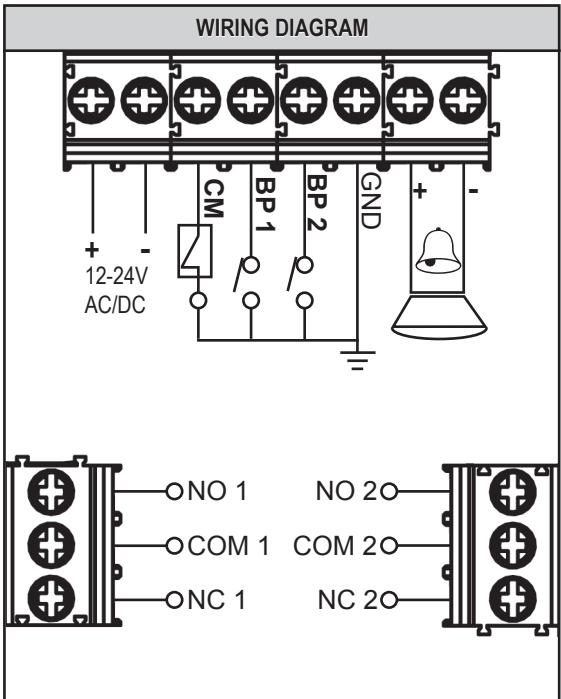 WIRING DIAGRAM
CM
BP 1
BP 2
GND
+ -
+ -
12-24V
AC/DC
NO 1 NO 2
COM 1 COM 2
NC 1 NC 2